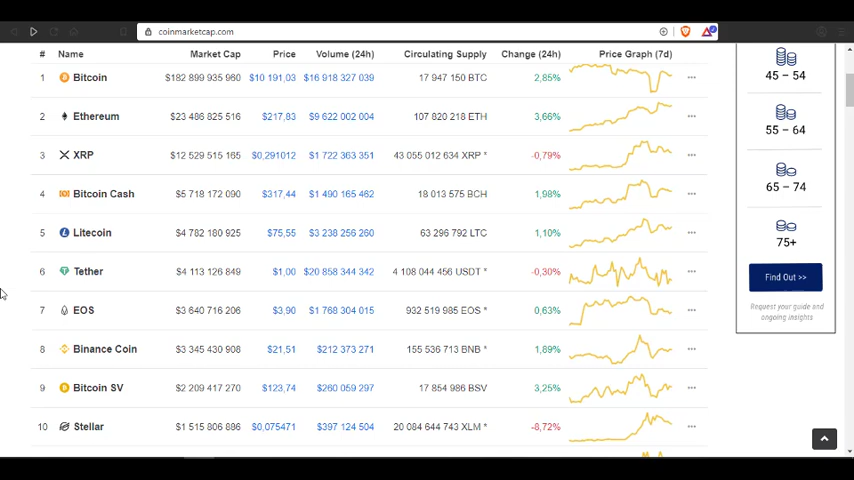 coinmarketcap.com
# Name Market Cap Price Volume (24h) Circulating Supply Change (24h) Price Graph (7d)
1 Bitcoin $182 899 935 960 $10 191,03 $16 918 327 039 17 947 150 BTC 2,85%
2 Ethereum $23 486 825 516 $217,83 $9 622 002 004 107 820 218 ETH 3,66%
3 XRP $12 529 515 165 $0,291012 $1 722 363 351 43 055 012 634 XRP * -0,79%
4 Bitcoin Cash $5 718 172 090 $317,44 $1 490 165 462 18 013 575 BCH 1,98%
5 Litecoin $4 782 180 925 $75,55 $3 238 256 260 63 296 792 LTC 1,10%
6 Tether $4 113 126 849 $1,00 $20 858 344 342 4 108 044 456 USDT * -0,30%
7 EOS $3 640 716 206 $3,90 $1 768 304 015 932 519 985 EOS * 0,63%
8 Binance Coin $3 345 430 908 $21,51 $212 373 271 155 536 713 BNB * 1,89%
9 Bitcoin SV $2 209 417 270 $123,74 $260 059 297 17 854 986 BSV 3,25%
10 Stellar $1 515 806 886 $0,075471 $397 124 504 20 084 644 743 XLM * -8,72%
45 – 54
55 – 64
65 – 74
75+
Find Out >>
Request your guide and
ongoing insights